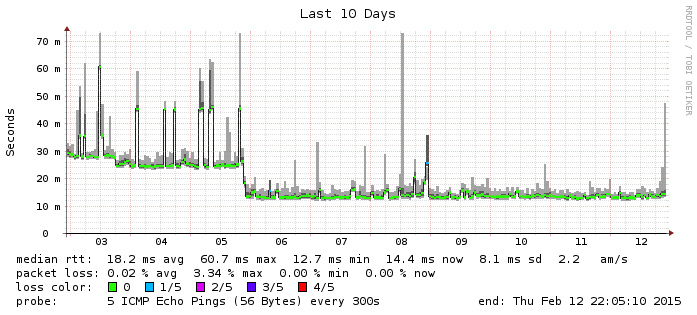 Last 10 Days
RRDTOOL / TOBI OETIKER
Seconds
70 m
60 m
50 m
40 m
30 m
20 m
10 m
0
03 04 05 06 07 08 09 10 11 12
median rtt: 18.2 ms avg 60.7 ms max 12.7 ms min 14.4 ms now 8.1 ms sd 2.2 am/s
packet loss: 0.02 % avg 3.34 % max 0.00 % min 0.00 % now
loss color: 0 1/5 2/5 3/5 4/5
probe: 5 ICMP Echo Pings (56 Bytes) every 300s end: Thu Feb 12 22:05:10 2015